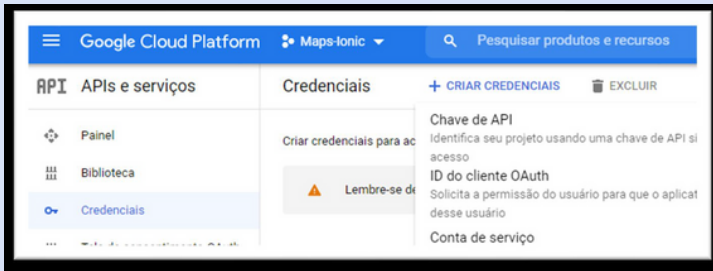 Google Cloud Platform
Maps-Ionic
Pesquisar produtos e recursos
API APIs e serviços
Credenciais
+ CRIAR CREDENCIAIS
EXCLUIR
Painel
Biblioteca
Credenciais
Criar credenciais para ac
Lembre-se de
Chave de API
Identifica seu projeto usando uma chave de API si
acesso
ID do cliente OAuth
Solicita a permissão do usuário para que o aplicat
desse usuário
Conta de serviço